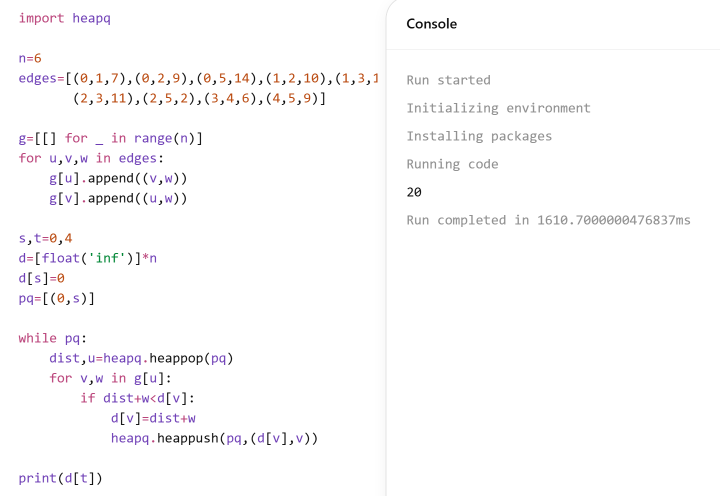 import heapq
n=6
edges=[(0,1,7),(0,2,9),(0,5,14),(1,2,10),(1,3,1
(2,3,11),(2,5,2),(3,4,6),(4,5,9)]
g=[[] for _ in range(n)]
for u,v,w in edges:
    g[u].append((v,w))
    g[v].append((u,w))
s,t=0,4
d=[float('inf')]*n
d[s]=0
pq=[(0,s)]
while pq:
    dist,u=heapq.heappop(pq)
    for v,w in g[u]:
        if dist+w<d[v]:
            d[v]=dist+w
            heapq.heappush(pq,(d[v],v))
print(d[t])
Console
Run started
Initializing environment
Installing packages
Running code
20
Run completed in 1610.7000000476837ms